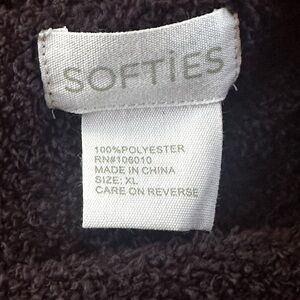 SOFTiES
100%POLYESTER
RN#106010
MADE IN CHINA
SIZE: XL
CARE ON REVERSE